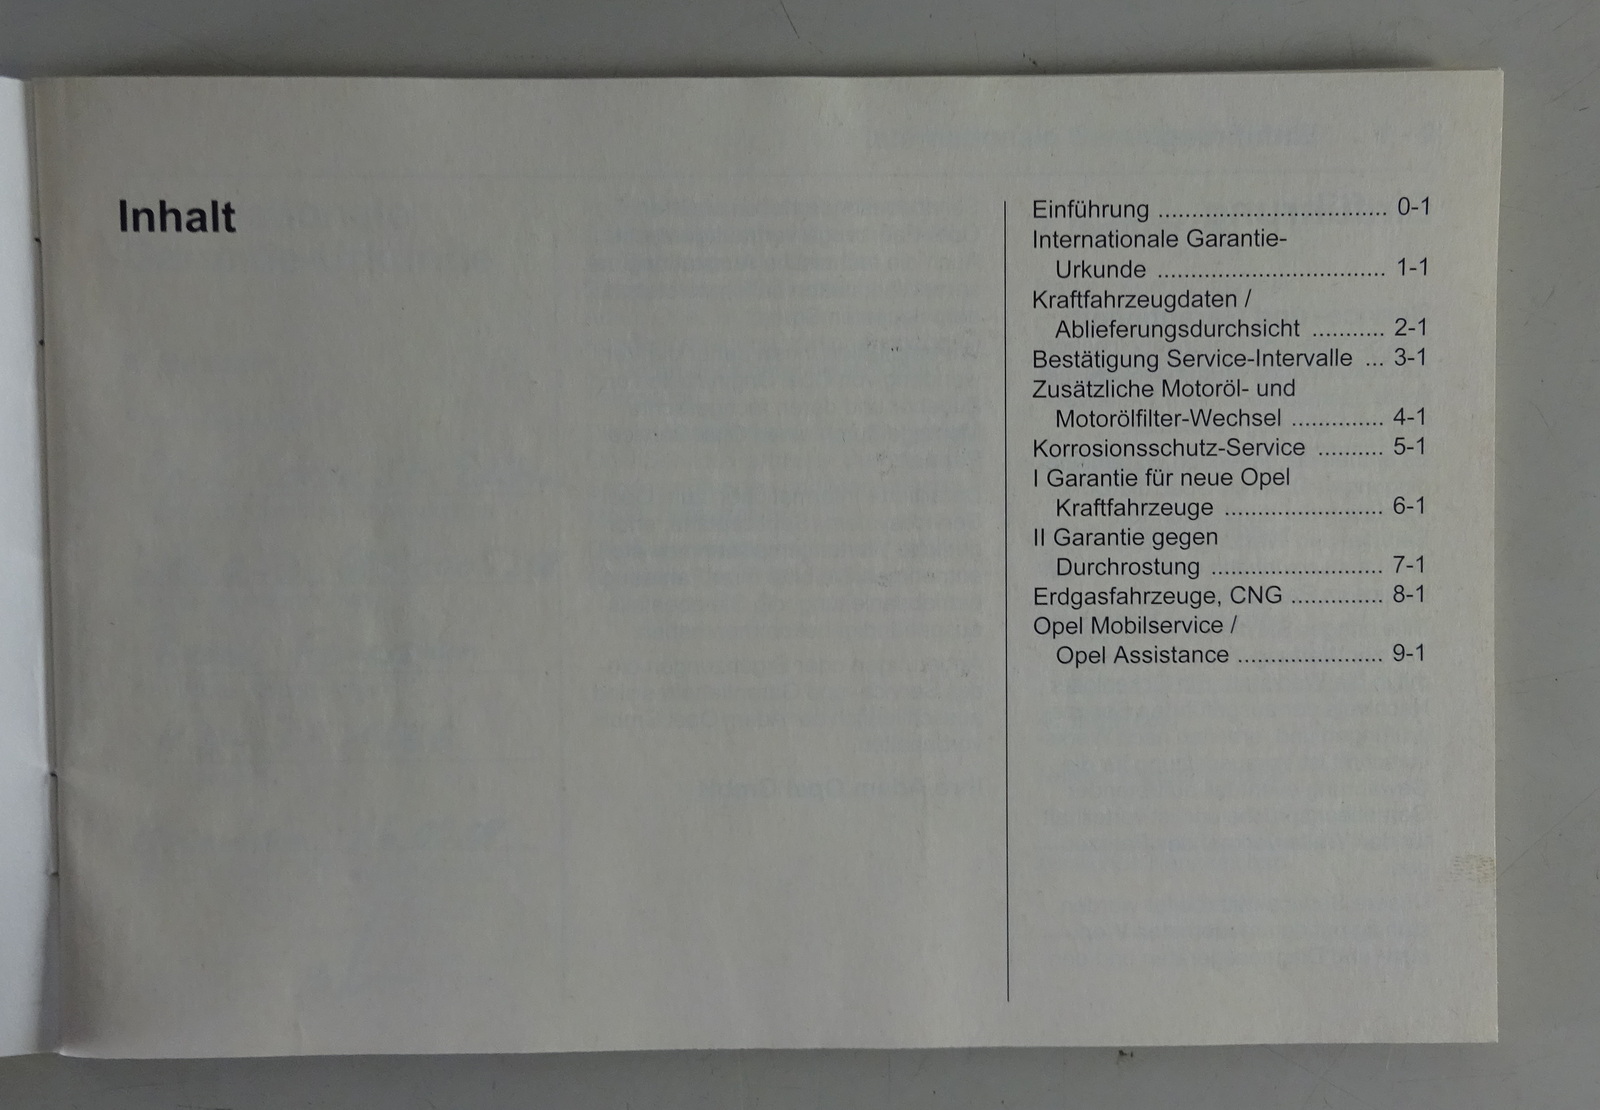 Inhalt
Einführung .................................. 0-1
Internationale Garantie-
Urkunde .................................. 1-1
Kraftfahrzeugdaten /
Ablieferungsdurchsicht ........... 2-1
Bestätigung Service-Intervalle ... 3-1
Zusätzliche Motoröl- und
Motorölfilter-Wechsel .............. 4-1
Korrosionsschutz-Service .......... 5-1
I Garantie für neue Opel
Kraftfahrzeuge ........................ 6-1
II Garantie gegen
Durchrostung .......................... 7-1
Erdgasfahrzeuge, CNG .............. 8-1
Opel Mobilservice /
Opel Assistance ...................... 9-1